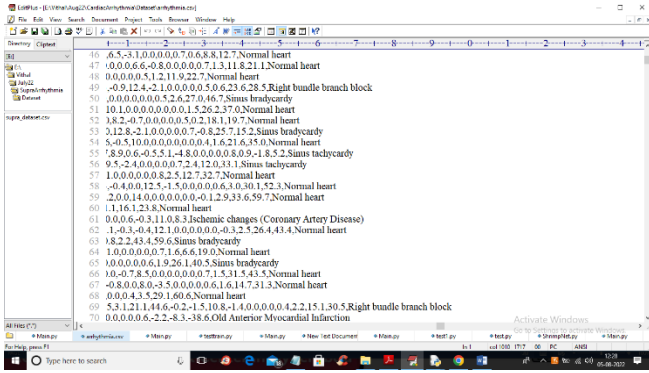 EditPlus - [E:\Vithal\Aug22\CardiacArrhythmia\Dataset\arrhythmia.csv]
File Edit View Search Document Project Tools Browser Window Help
Directory Cliptext
[E:]
E:\
Vithal
July22
SupraArrhythmia
Dataset
supra_dataset.csv
All Files (*.*)
46 .6.5,-3.1,0.0,0.0,0.7,0.6,8.8,12.7,Normal heart
47 ).0,0.0,6.6,-0.8,0.0,0.0,0.7,1.3,11.8,21.1,Normal heart
48 0.0,0.0,0.5,1.2,11.9,22.7,Normal heart
49 .-0.9,12.4,-2.1,0.0,0.0,0.5,0.6,23.6,28.5,Right bundle branch block
50 ,0.0,0.0,0.0,0.5,2.6,27.0,46.7,Sinus bradycardy
51 10.1,0.0,0.0,0.0,0.0,1.5,26.2,37.0,Normal heart
52 ),8.2,-0.7,0.0,0.0,0.5,0.2,18.1,19.7,Normal heart
53 0,12.8,-2.1,0.0,0.0,0.7,-0.8,25.7,15.2,Sinus bradycardy
54 5,-0.5,10.0,0.0,0.0,0.0,0.4,1.6,21.6,35.0,Normal heart
55 7,8.9,0.6,-0.5,5.1,-4.8,0.0,0.0,0.8,0.9,-1.8,5.2,Sinus tachycardy
56 9.5,-2.4,0.0,0.0,0.7,2.4,12.0,33.1,Sinus tachycardy
57 1.0,0.0,0.0,0.8,2.5,12.7,32.7,Normal heart
58 .-0.4,0.0,12.5,-1.5,0.0,0.0,0.6,3.0,30.1,52.3,Normal heart
59 .2,0.0,14.0,0.0,0.0,0.0,-0.1,2.9,33.6,59.7,Normal heart
60 1.1,16.1,23.8,Normal heart
61 0.0,0.6,-0.3,11.0,8.3,Ischemic changes (Coronary Artery Disease)
62 .1,-0.3,-0.4,12.1,0.0,0.0,0.0,-0.3,2.5,26.4,43.4,Normal heart
63 ).8,2.2,43.4,59.6,Sinus bradycardy
64 1.0,0.0,0.0,0.7,1.6,6.6,19.0,Normal heart
65 ).0,0.0,0.0,0.6,1.9,26.1,40.5,Sinus bradycardy
66 ).0,-0.7,8.5,0.0,0.0,0.0,0.7,1.5,31.5,43.5,Normal heart
67 -0.8,0.0,8.0,-3.5,0.0,0.0,0.6,1.6,14.7,31.3,Normal heart
68 .0,0.0,4.3.5,29.1,60.6,Normal heart
69 5,3.1,21.1,44.6,-0.2,-1.5,10.8,-1.4,0.0,0.0,0.4,2.2,15.1,30.5,Right bundle branch block
70 0.0,0.0,0.6,-2.2,-8.3,-38.6,Old Anterior Myocardial Infarction
Activate Windows
Go to Settings to activate Windows.
Main.py arrhythmia.csv Main.py testtrain.py Main.py New Text Document Main.py test1.py test.py ShrimpNet.py Main.py
For Help, press F1 ln 1 col 1010 1717 00 PC ANSI
Type here to search
12:28
05-08-2022